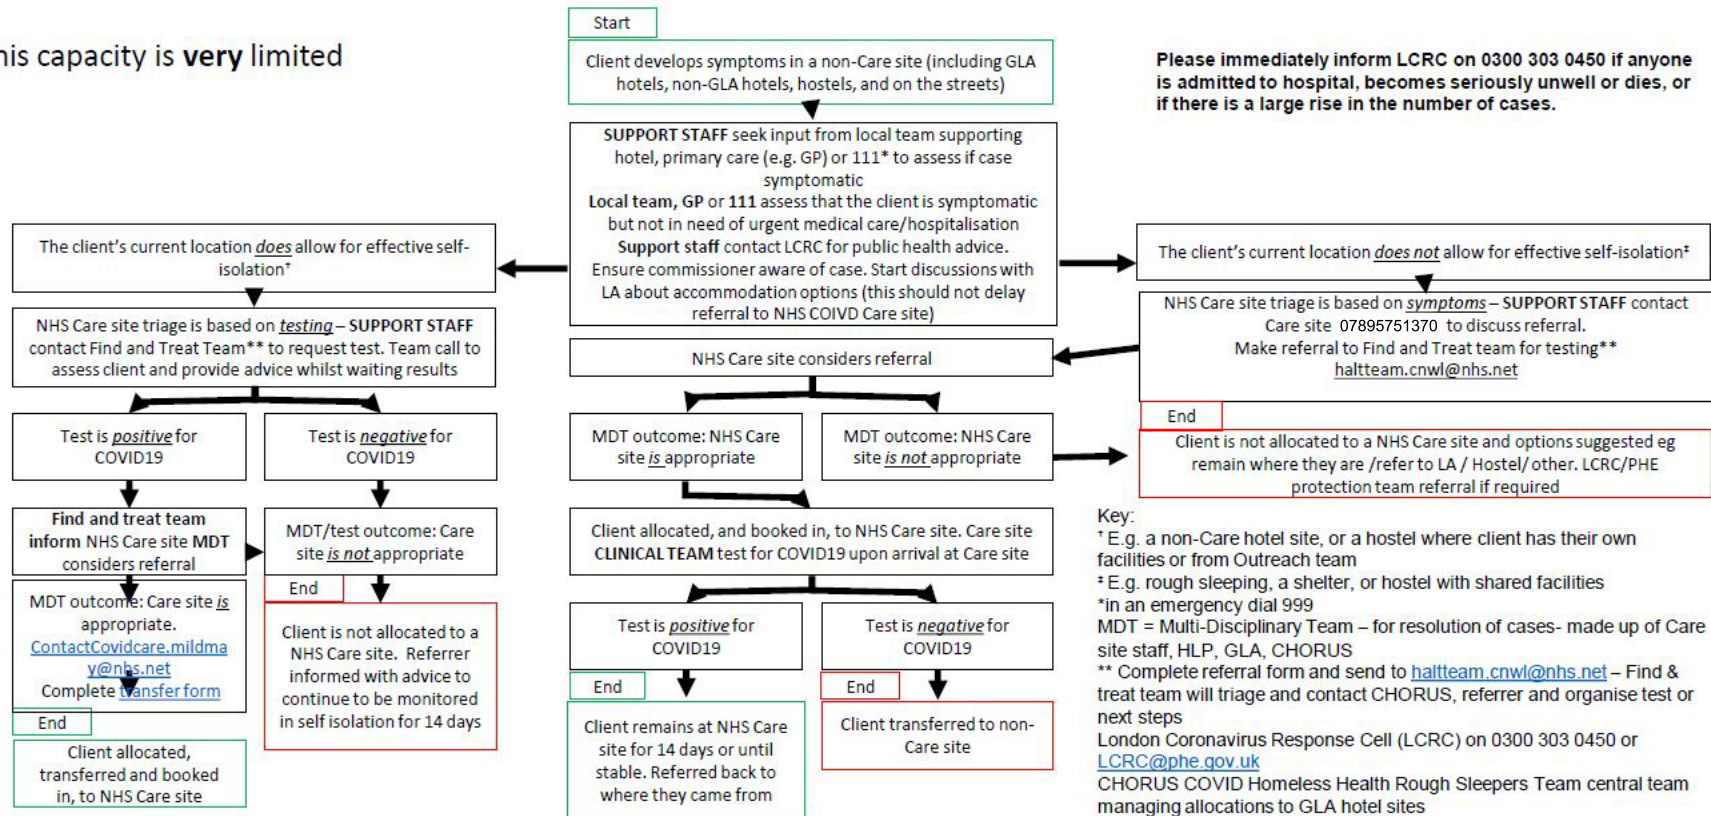 his capacity is very limited
Start
Client develops symptoms in a non-Care site (including GLA
hotels, non-GLA hotels, hostels, and on the streets)
Please immediately inform LCRC on 0300 303 0450 if anyone
is admitted to hospital, becomes seriously unwell or dies, or
if there is a large rise in the number of cases.
SUPPORT STAFF seek input from local team supporting
hotel, primary care (e.g. GP) or 111* to assess if case
symptomatic
Local team, GP or 111 assess that the client is symptomatic
but not in need of urgent medical care/hospitalisation
Support staff contact LCRC for public health advice.
Ensure commissioner aware of case. Start discussions with
LA about accommodation options (this should not delay
referral to NHS COIVD Care site)
The client's current location does allow for effective self-
isolation†
NHS Care site triage is based on testing – SUPPORT STAFF
contact Find and Treat Team** to request test. Team call to
assess client and provide advice whilst waiting results
Test is positive for
COVID19
Test is negative for
COVID19
Find and treat team
inform NHS Care site MDT
considers referral
MDT/test outcome: Care
site is not appropriate
MDT outcome: Care site is
appropriate.
ContactCovidcare.mildma
y@nhs.net
Complete transfer form
End
Client allocated,
transferred and booked
in, to NHS Care site
End
Client is not allocated to a
NHS Care site. Referrer
informed with advice to
continue to be monitored
in self isolation for 14 days
The client's current location does not allow for effective self-isolation‡
NHS Care site triage is based on symptoms – SUPPORT STAFF contact
Care site 07895751370 to discuss referral.
Make referral to Find and Treat team for testing**
haltteam.cnwl@nhs.net
NHS Care site considers referral
MDT outcome: NHS Care
site is appropriate
MDT outcome: NHS Care
site is not appropriate
End
Client is not allocated to a NHS Care site and options suggested eg
remain where they are /refer to LA / Hostel/ other. LCRC/PHE
protection team referral if required
Client allocated, and booked in, to NHS Care site. Care site
CLINICAL TEAM test for COVID19 upon arrival at Care site
Test is positive for
COVID19
Test is negative for
COVID19
End
Client remains at NHS Care
site for 14 days or until
stable. Referred back to
where they came from
End
Client transferred to non-
Care site
Key:
† E.g. a non-Care hotel site, or a hostel where client has their own
facilities or from Outreach team
‡ E.g. rough sleeping, a shelter, or hostel with shared facilities
*in an emergency dial 999
MDT = Multi-Disciplinary Team – for resolution of cases- made up of Care
site staff, HLP, GLA, CHORUS
** Complete referral form and send to haltteam.cnwl@nhs.net – Find &
treat team will triage and contact CHORUS, referrer and organise test or
next steps
London Coronavirus Response Cell (LCRC) on 0300 303 0450 or
LCRC@phe.gov.uk
CHORUS COVID Homeless Health Rough Sleepers Team central team
managing allocations to GLA hotel sites